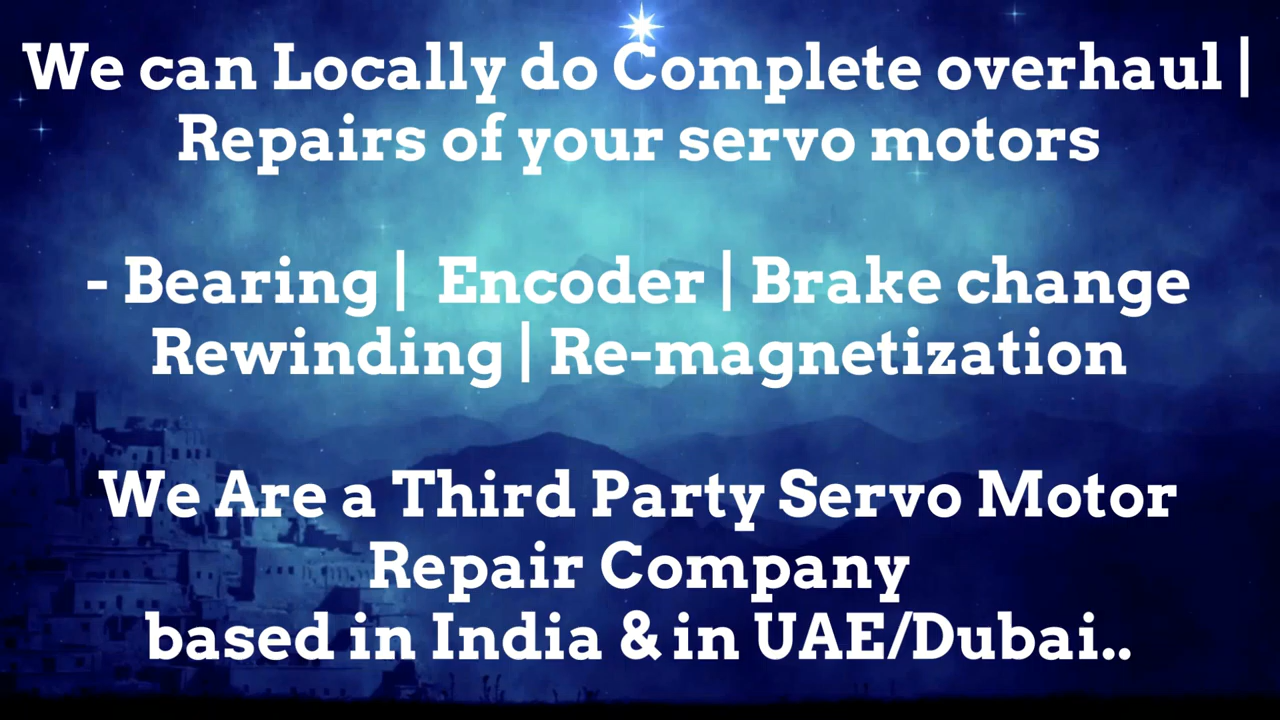 We can Locally do Complete overhaul |
Repairs of your servo motors
- Bearing | Encoder | Brake change
Rewinding | Re-magnetization
We Are a Third Party Servo Motor
Repair Company
based in India & in UAE/Dubai..